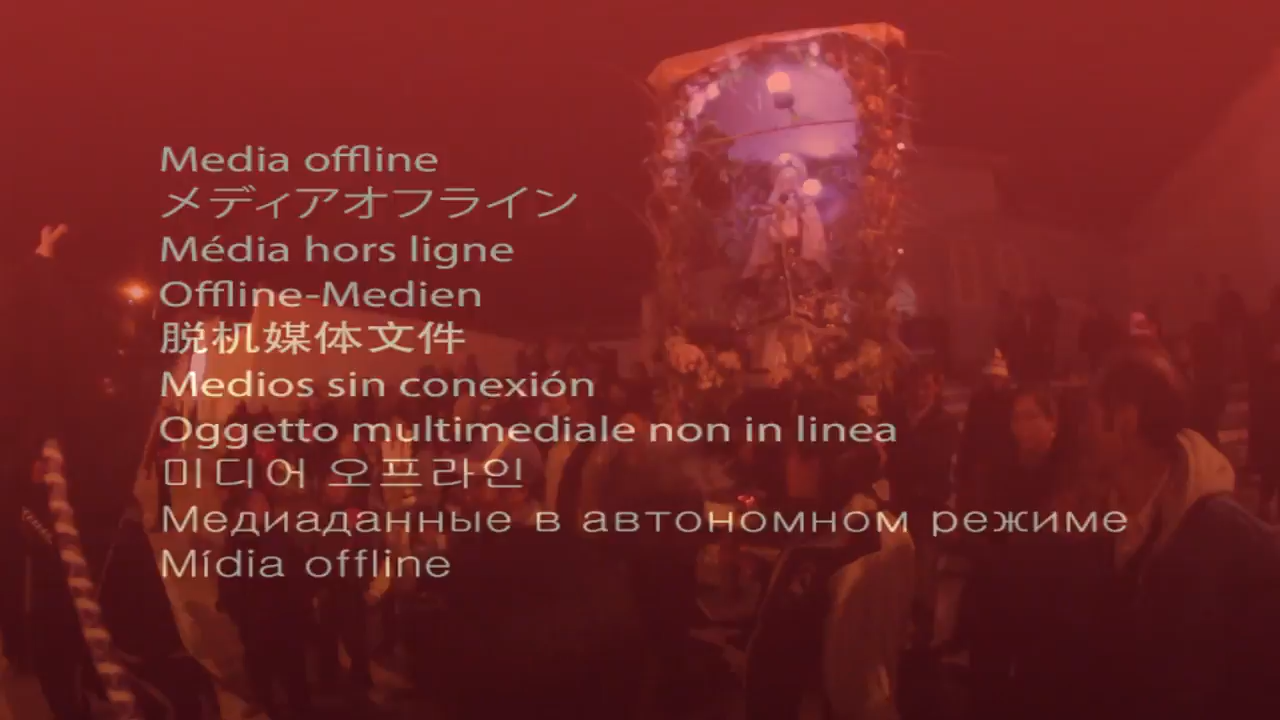 Media offline
メディアオフライン
Média hors ligne
Offline-Medien
脱机媒体文件
Medios sin conexión
Oggetto multimediale non in linea
미디어 오프라인
Медиаданные в автономном режиме
Mídia offline